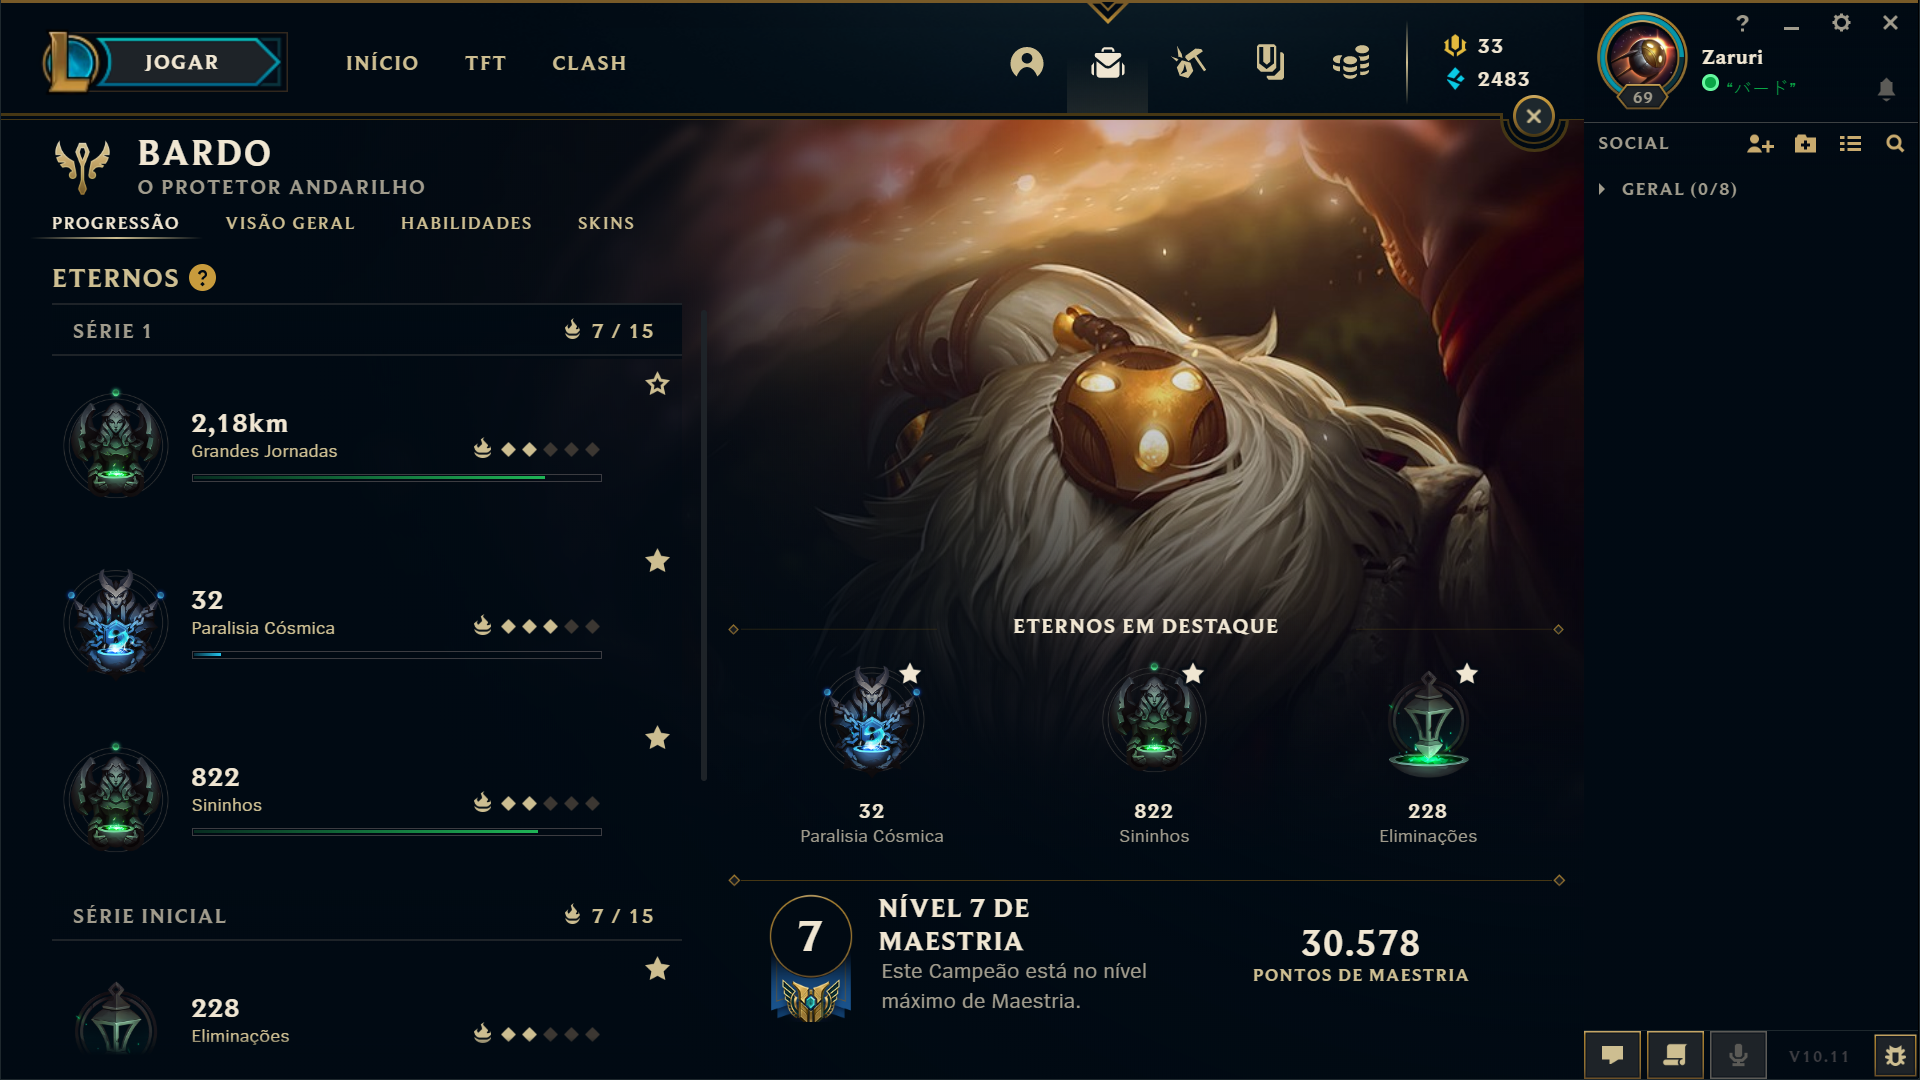 JOGAR
INÍCIO
TFT
CLASH
33
2483
69
Zaruri
“バード”
SOCIAL
GERAL (0/8)
BARDO
O PROTETOR ANDARILHO
PROGRESSÃO
VISÃO GERAL
HABILIDADES
SKINS
ETERNOS ?
SÉRIE 1
7 / 15
2,18km
Grandes Jornadas
32
Paralisia Cósmica
822
Sininhos
SÉRIE INICIAL
7 / 15
228
Eliminações
ETERNOS EM DESTAQUE
32
Paralisia Cósmica
822
Sininhos
228
Eliminações
7
NÍVEL 7 DE
MAESTRIA
Este Campeão está no nível
máximo de Maestria.
30.578
PONTOS DE MAESTRIA
V10.11